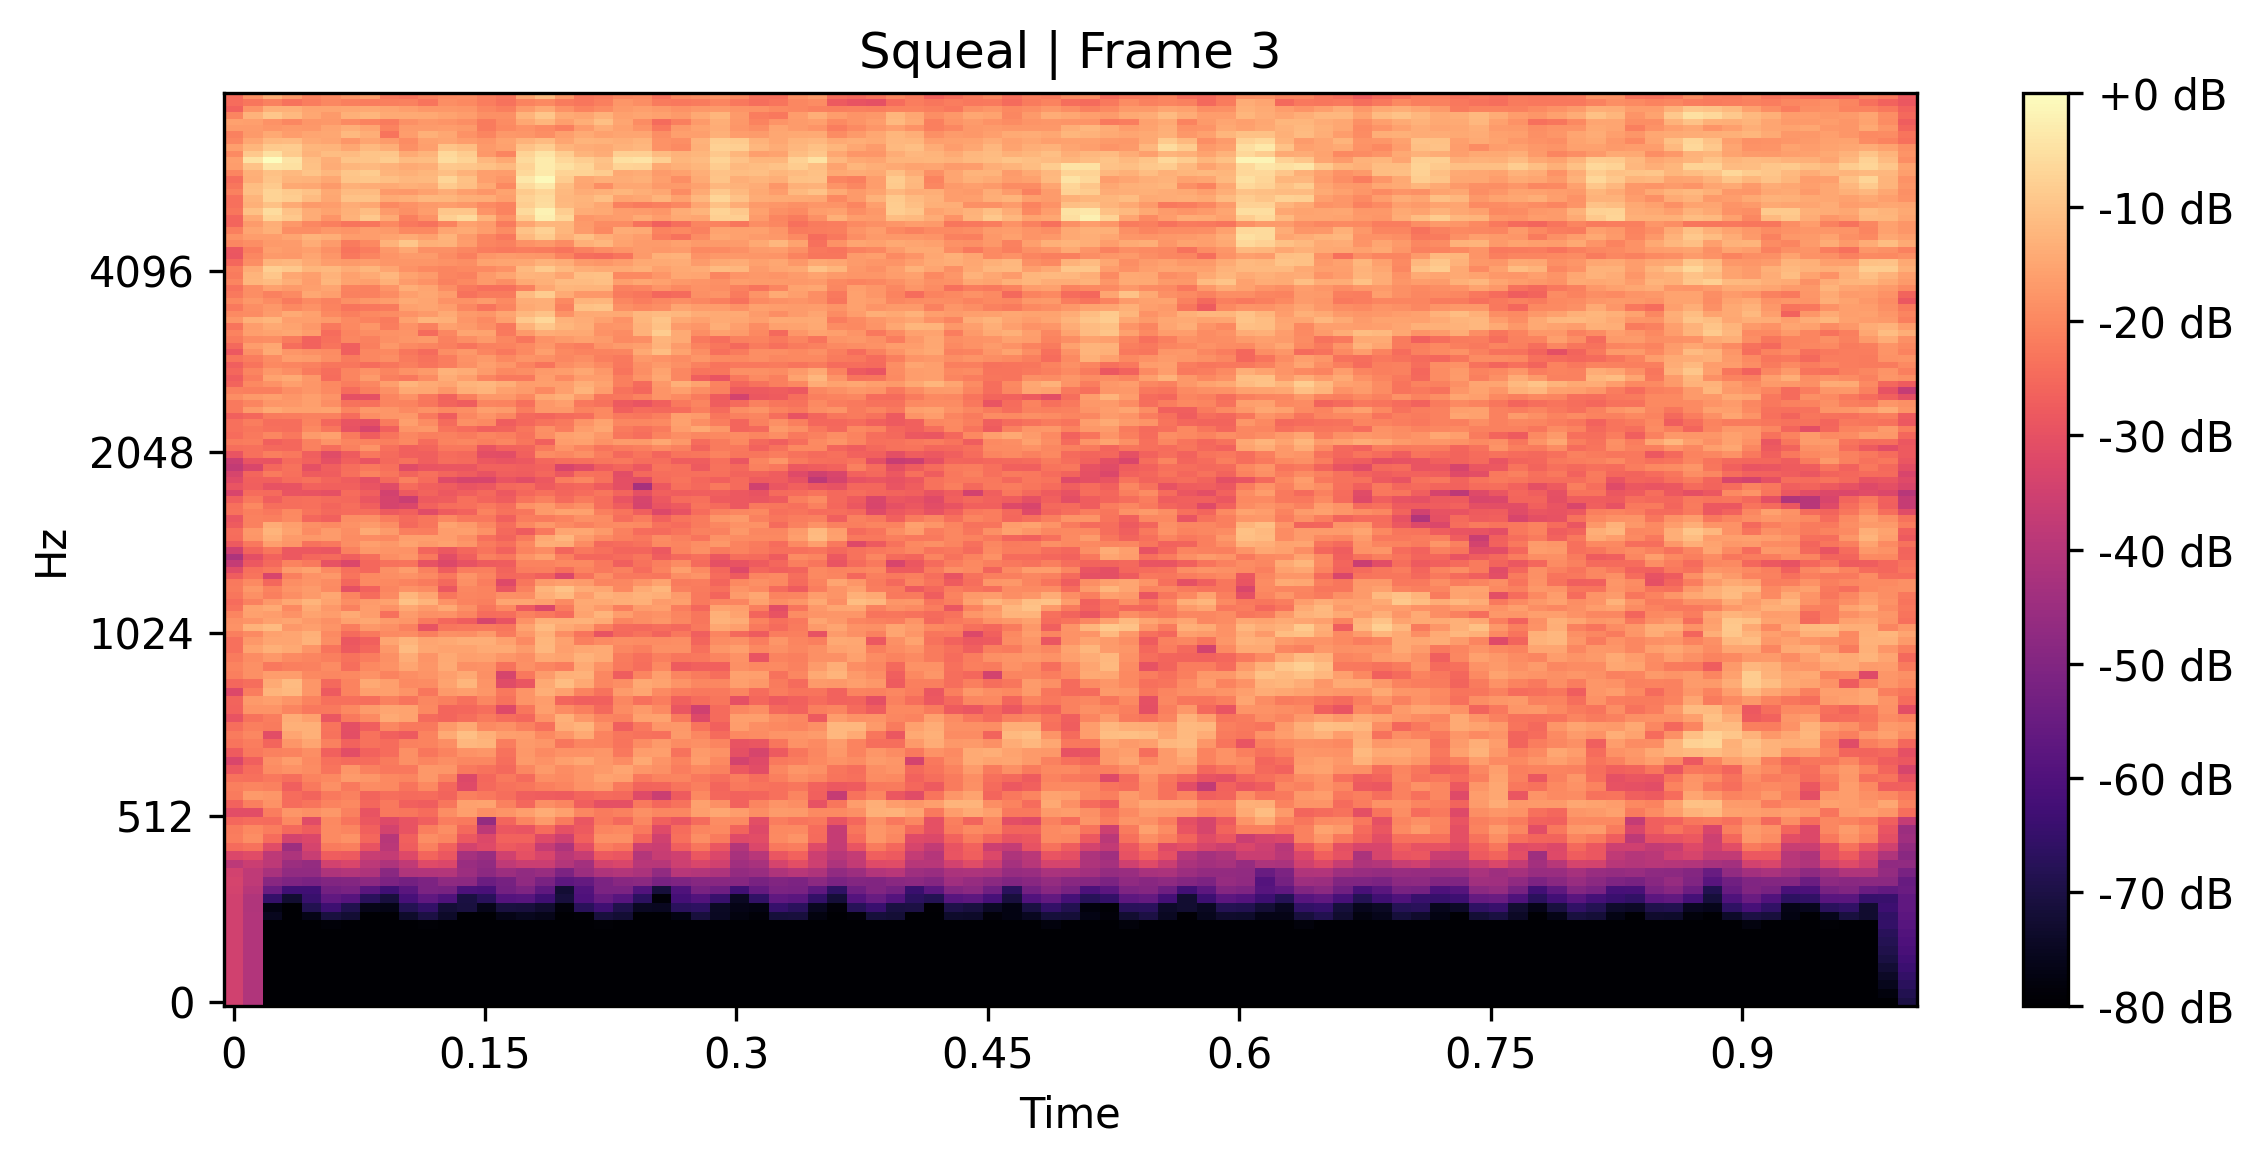 Squeal | Frame 3
Hz
4096
2048
1024
512
0
0 0.15 0.3 0.45 0.6 0.75 0.9
Time
+0 dB
-10 dB
-20 dB
-30 dB
-40 dB
-50 dB
-60 dB
-70 dB
-80 dB